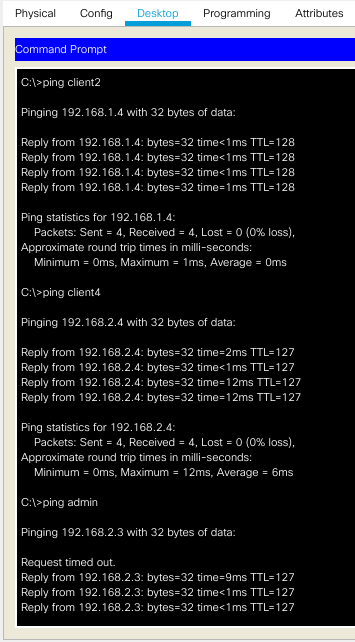 Physical Config Desktop Programming Attributes
Command Prompt
C:\>ping client2
Pinging 192.168.1.4 with 32 bytes of data:
Reply from 192.168.1.4: bytes=32 time<1ms TTL=128
Reply from 192.168.1.4: bytes=32 time<1ms TTL=128
Reply from 192.168.1.4: bytes=32 time<1ms TTL=128
Reply from 192.168.1.4: bytes=32 time=1ms TTL=128
Ping statistics for 192.168.1.4:
Packets: Sent = 4, Received = 4, Lost = 0 (0% loss),
Approximate round trip times in milli-seconds:
Minimum = 0ms, Maximum = 1ms, Average = 0ms
C:\>ping client4
Pinging 192.168.2.4 with 32 bytes of data:
Reply from 192.168.2.4: bytes=32 time=2ms TTL=127
Reply from 192.168.2.4: bytes=32 time<1ms TTL=127
Reply from 192.168.2.4: bytes=32 time=12ms TTL=127
Reply from 192.168.2.4: bytes=32 time=12ms TTL=127
Ping statistics for 192.168.2.4:
Packets: Sent = 4, Received = 4, Lost = 0 (0% loss),
Approximate round trip times in milli-seconds:
Minimum = 0ms, Maximum = 12ms, Average = 6ms
C:\>ping admin
Pinging 192.168.2.3 with 32 bytes of data:
Request timed out.
Reply from 192.168.2.3: bytes=32 time=9ms TTL=127
Reply from 192.168.2.3: bytes=32 time<1ms TTL=127
Reply from 192.168.2.3: bytes=32 time<1ms TTL=127